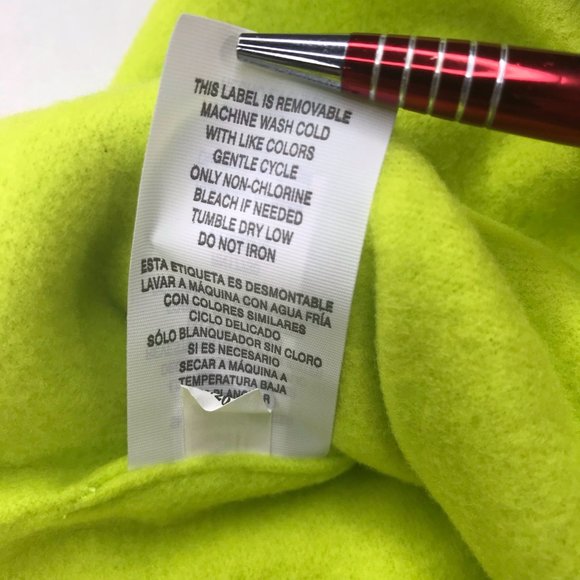 THIS LABEL IS REMOVABLE
MACHINE WASH COLD
WITH LIKE COLORS
GENTLE CYCLE
ONLY NON-CHLORINE
BLEACH IF NEEDED
TUMBLE DRY LOW
DO NOT IRON
ESTA ETIQUETA ES DESMONTABLE
LAVAR A MÁQUINA CON AGUA FRÍA
CON COLORES SIMILARES
CICLO DELICADO
SÓLO BLANQUEADOR SIN CLORO
SI ES NECESARIO
SECAR A MÁQUINA A
TEMPERATURA BAJA